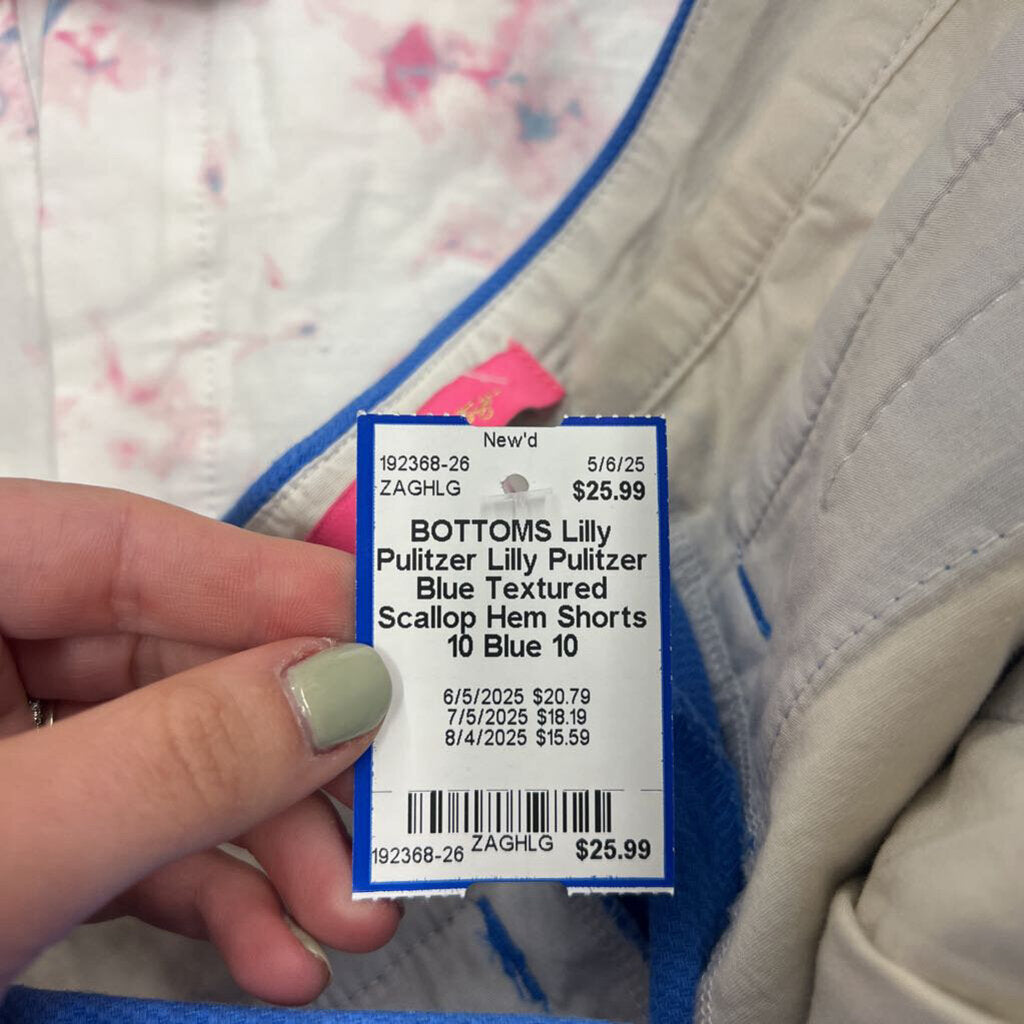 New'd
192368-26 5/6/25
ZAGHLG $25.99
BOTTOMS Lilly
Pulitzer Lilly Pulitzer
Blue Textured
Scallop Hem Shorts
10 Blue 10
6/5/2025 $20.79
7/5/2025 $18.19
8/4/2025 $15.59
192368-26 ZAGHLG $25.99